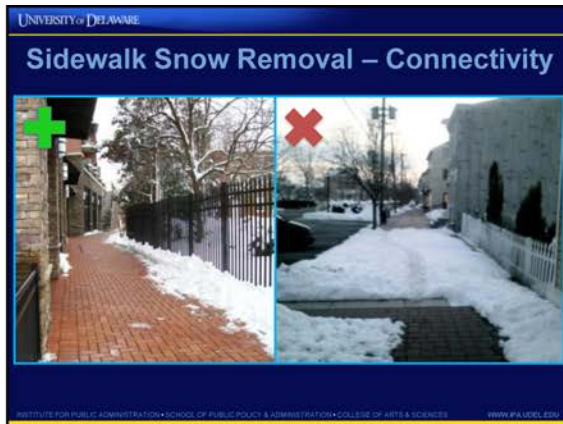 UNIVERSITY OF DELAWARE
Sidewalk Snow Removal – Connectivity
INSTITUTE FOR PUBLIC ADMINISTRATION • SCHOOL OF PUBLIC POLICY & ADMINISTRATION • COLLEGE OF ARTS & SCIENCES WWW.IPA.UDEL.EDU